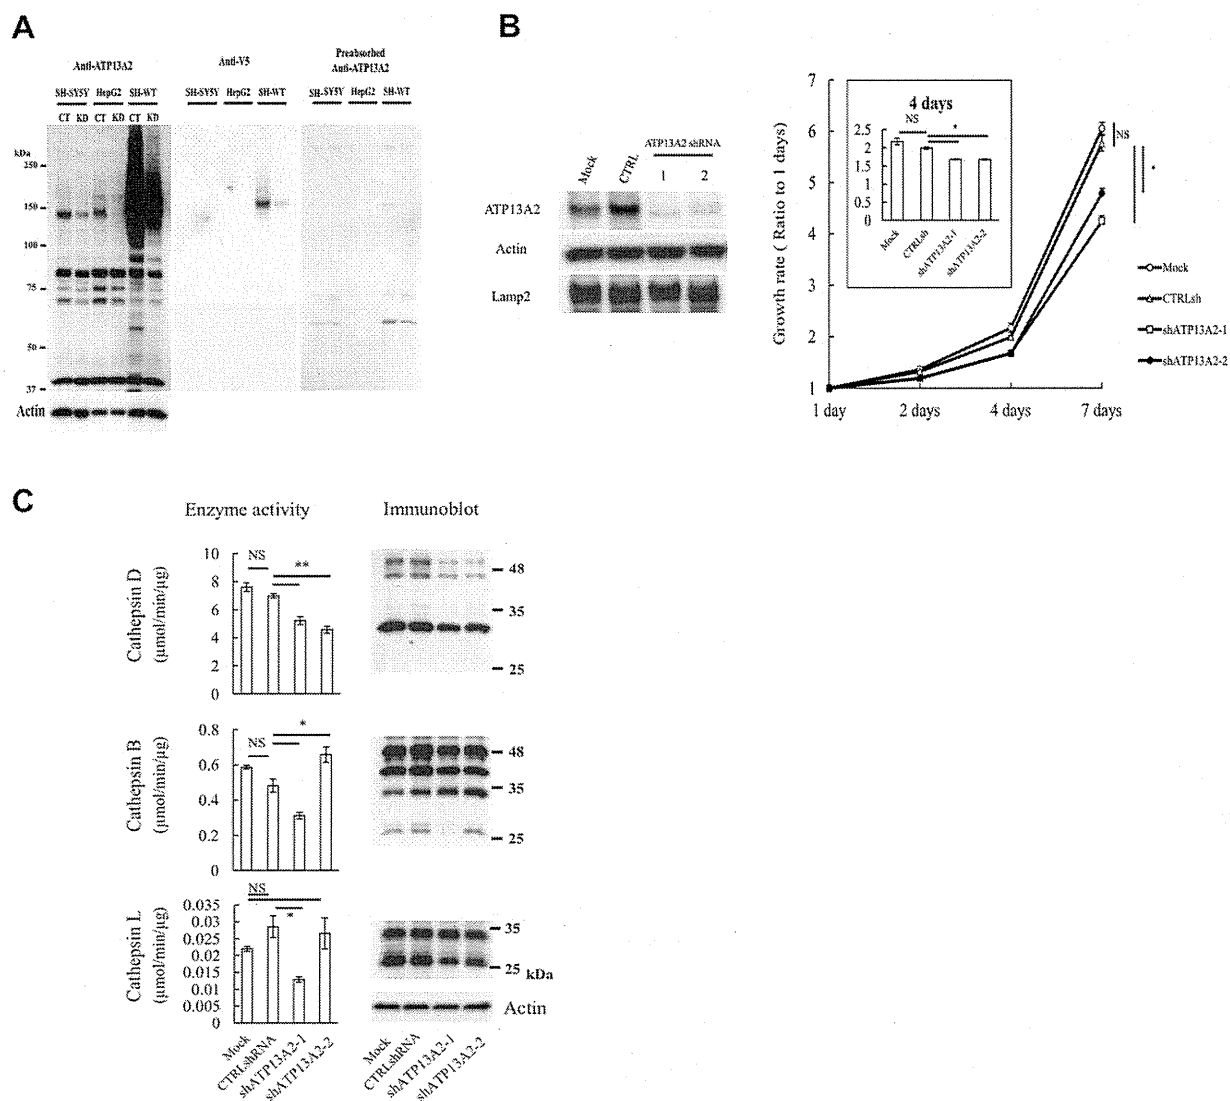 A
Anti-ATP13A2
Anti-V5
Preabsorbed
Anti-ATP13A2
SH-SY5Y HepG2 SH-WT
SH-SY5Y HepG2 SH-WT
SH-SY5Y HepG2 SH-WT
CT KD CT KD CT KD
kDa
150
100
75
50
37
Actin
B
ATP13A2 shRNA
Mock
CTRL
1
2
ATP13A2
Actin
Lamp2
Growth rate ( Ratio to 1 days)
7
6
5
4
3
2
1
1 day
2 days
4 days
7 days
4 days
NS
*
2.5
2
1.5
1
0.5
0
Mock
CTRLsh
shATP13A2-1
shATP13A2-2
NS
*
Mock
CTRLsh
shATP13A2-1
shATP13A2-2
C
Enzyme activity
Immunoblot
Cathepsin D
(µmol/min/µg)
10
8
6
4
2
0
NS
**
48
35
25
Cathepsin B
(µmol/min/µg)
0.8
0.6
0.4
0.2
0
NS
*
48
35
25
Cathepsin L
(µmol/min/µg)
0.035
0.03
0.025
0.02
0.015
0.01
0.005
0
NS
*
35
25 kDa
Actin
Mock
CTRLshRNA
shATP13A2-1
shATP13A2-2
Mock
CTRLshRNA
shATP13A2-1
shATP13A2-2